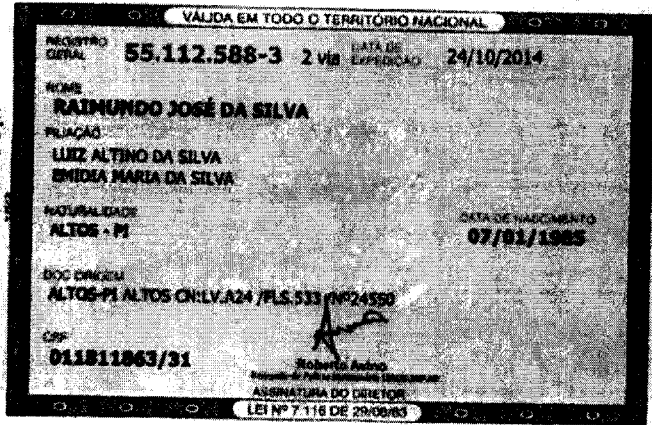 VÁLIDA EM TODO O TERRITÓRIO NACIONAL
REGISTRO GERAL 55.112.588-3 2 via DATA DE EXPEDIÇÃO 24/10/2014
NOME
RAIMUNDO JOSÉ DA SILVA
FILIAÇÃO
LUIZ ALTINO DA SILVA
EMIDIA MARIA DA SILVA
NATURALIDADE DATA DE NASCIMENTO
ALTOS - PI 07/01/1985
DOC ORIGEM
ALTOS-PI ALTOS CN:LV.A24 /FLS.533 /Nº24550
CPF
011811863/31
Roberto Avino
ASSINATURA DO DIRETOR
LEI Nº 7.116 DE 29/08/83